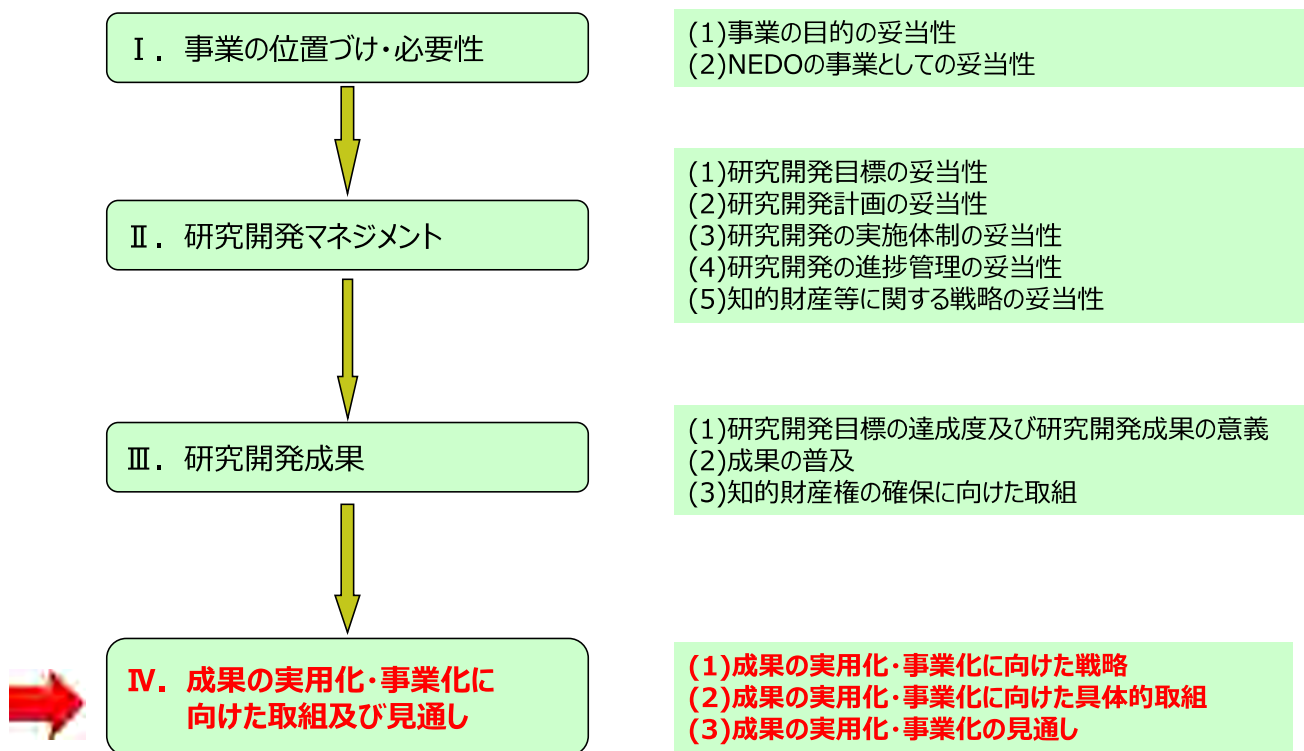 Ⅰ. 事業の位置づけ・必要性
(1)事業の目的の妥当性
(2)NEDOの事業としての妥当性
Ⅱ. 研究開発マネジメント
(1)研究開発目標の妥当性
(2)研究開発計画の妥当性
(3)研究開発の実施体制の妥当性
(4)研究開発の進捗管理の妥当性
(5)知的財産等に関する戦略の妥当性
Ⅲ. 研究開発成果
(1)研究開発目標の達成度及び研究開発成果の意義
(2)成果の普及
(3)知的財産権の確保に向けた取組
Ⅳ. 成果の実用化・事業化に
向けた取組及び見通し
(1)成果の実用化・事業化に向けた戦略
(2)成果の実用化・事業化に向けた具体的取組
(3)成果の実用化・事業化の見通し